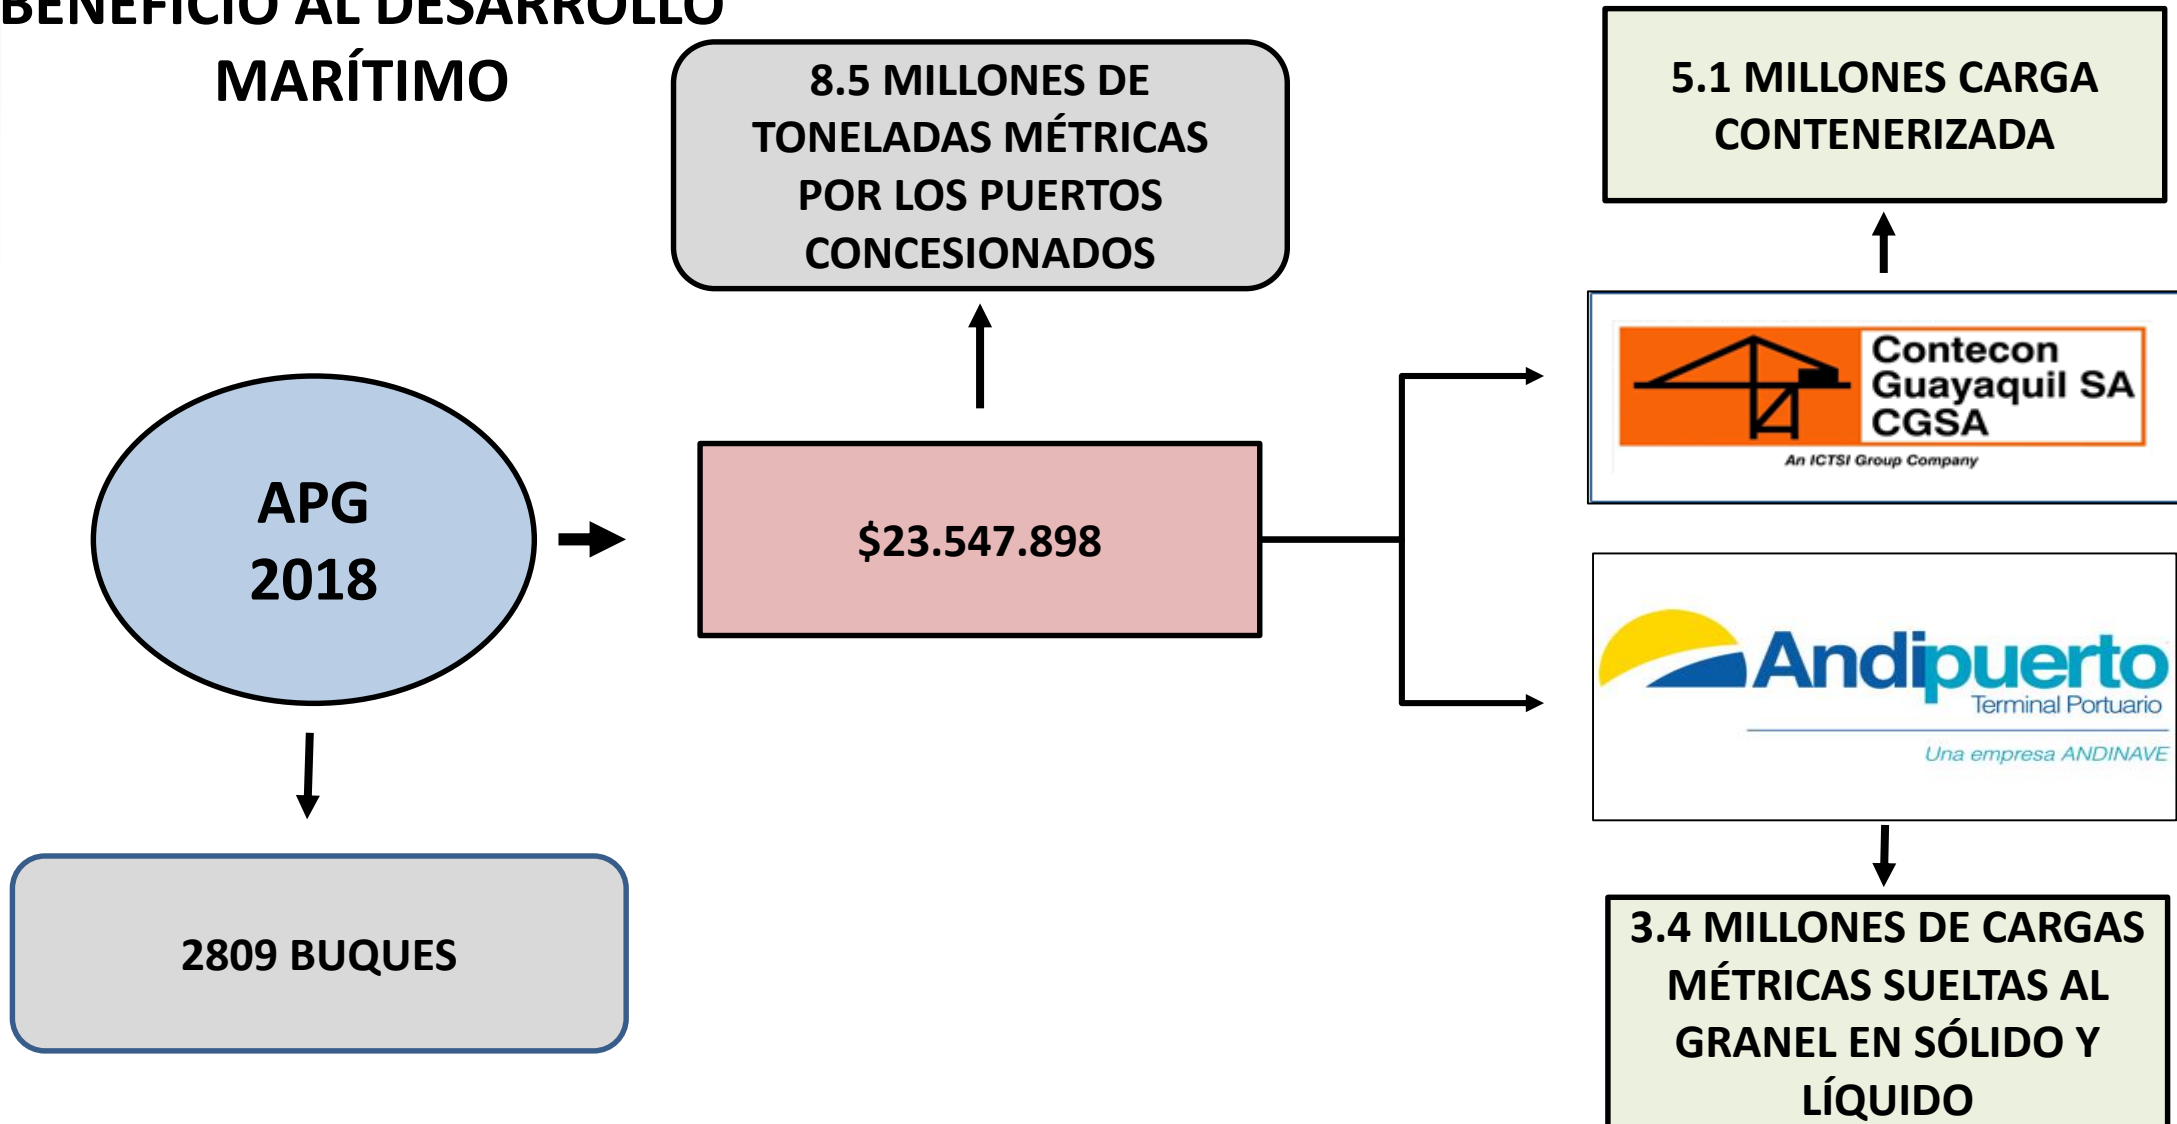 BENEFICIO AL DESARROLLO
MARÍTIMO
8.5 MILLONES DE
TONELADAS MÉTRICAS
POR LOS PUERTOS
CONCESIONADOS
5.1 MILLONES CARGA
CONTENERIZADA
Contecon
Guayaquil SA
CGSA
An ICTSI Group Company
APG
2018
$23.547.898
Andipuerto
Terminal Portuario
Una empresa ANDINAVE
2809 BUQUES
3.4 MILLONES DE CARGAS
MÉTRICAS SUELTAS AL
GRANEL EN SÓLIDO Y
LÍQUIDO